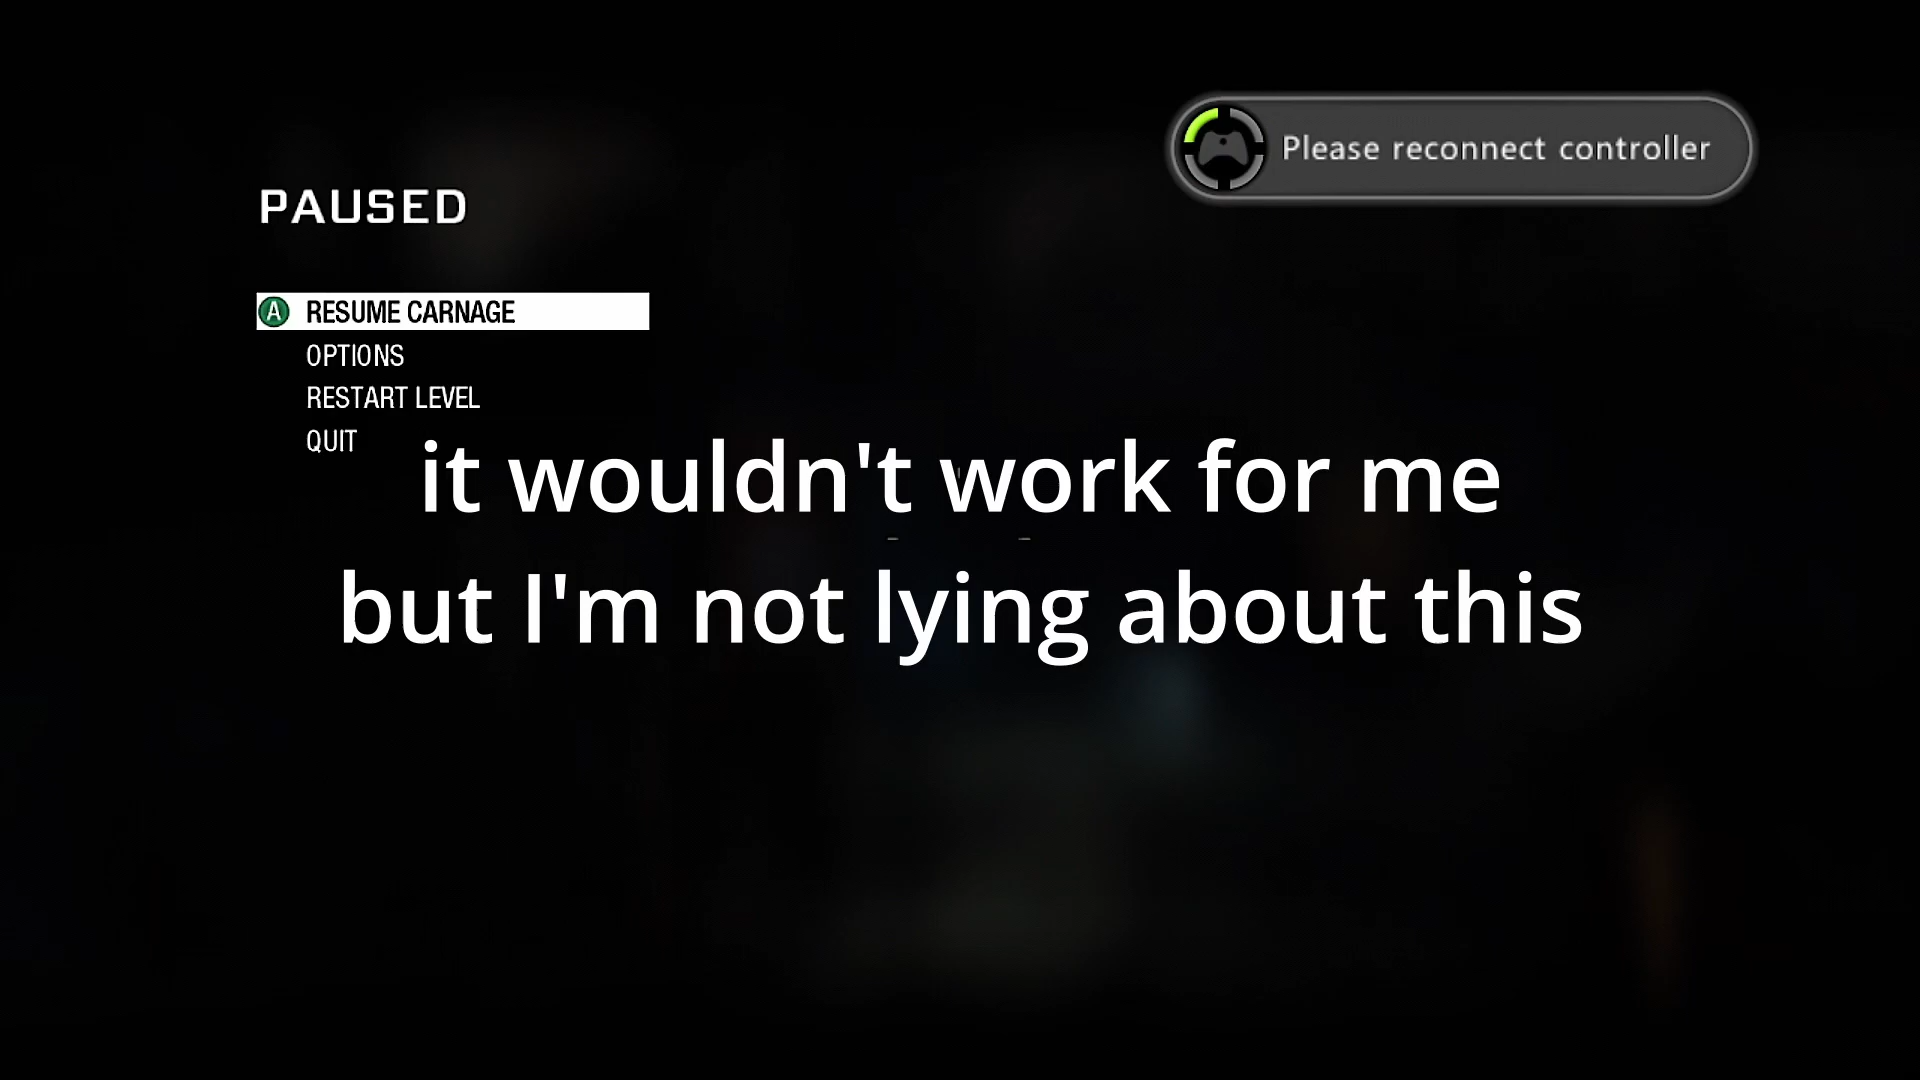 Please reconnect controller
PAUSED
A RESUME CARNAGE
OPTIONS
RESTART LEVEL
QUIT
it wouldn't work for me
but I'm not lying about this